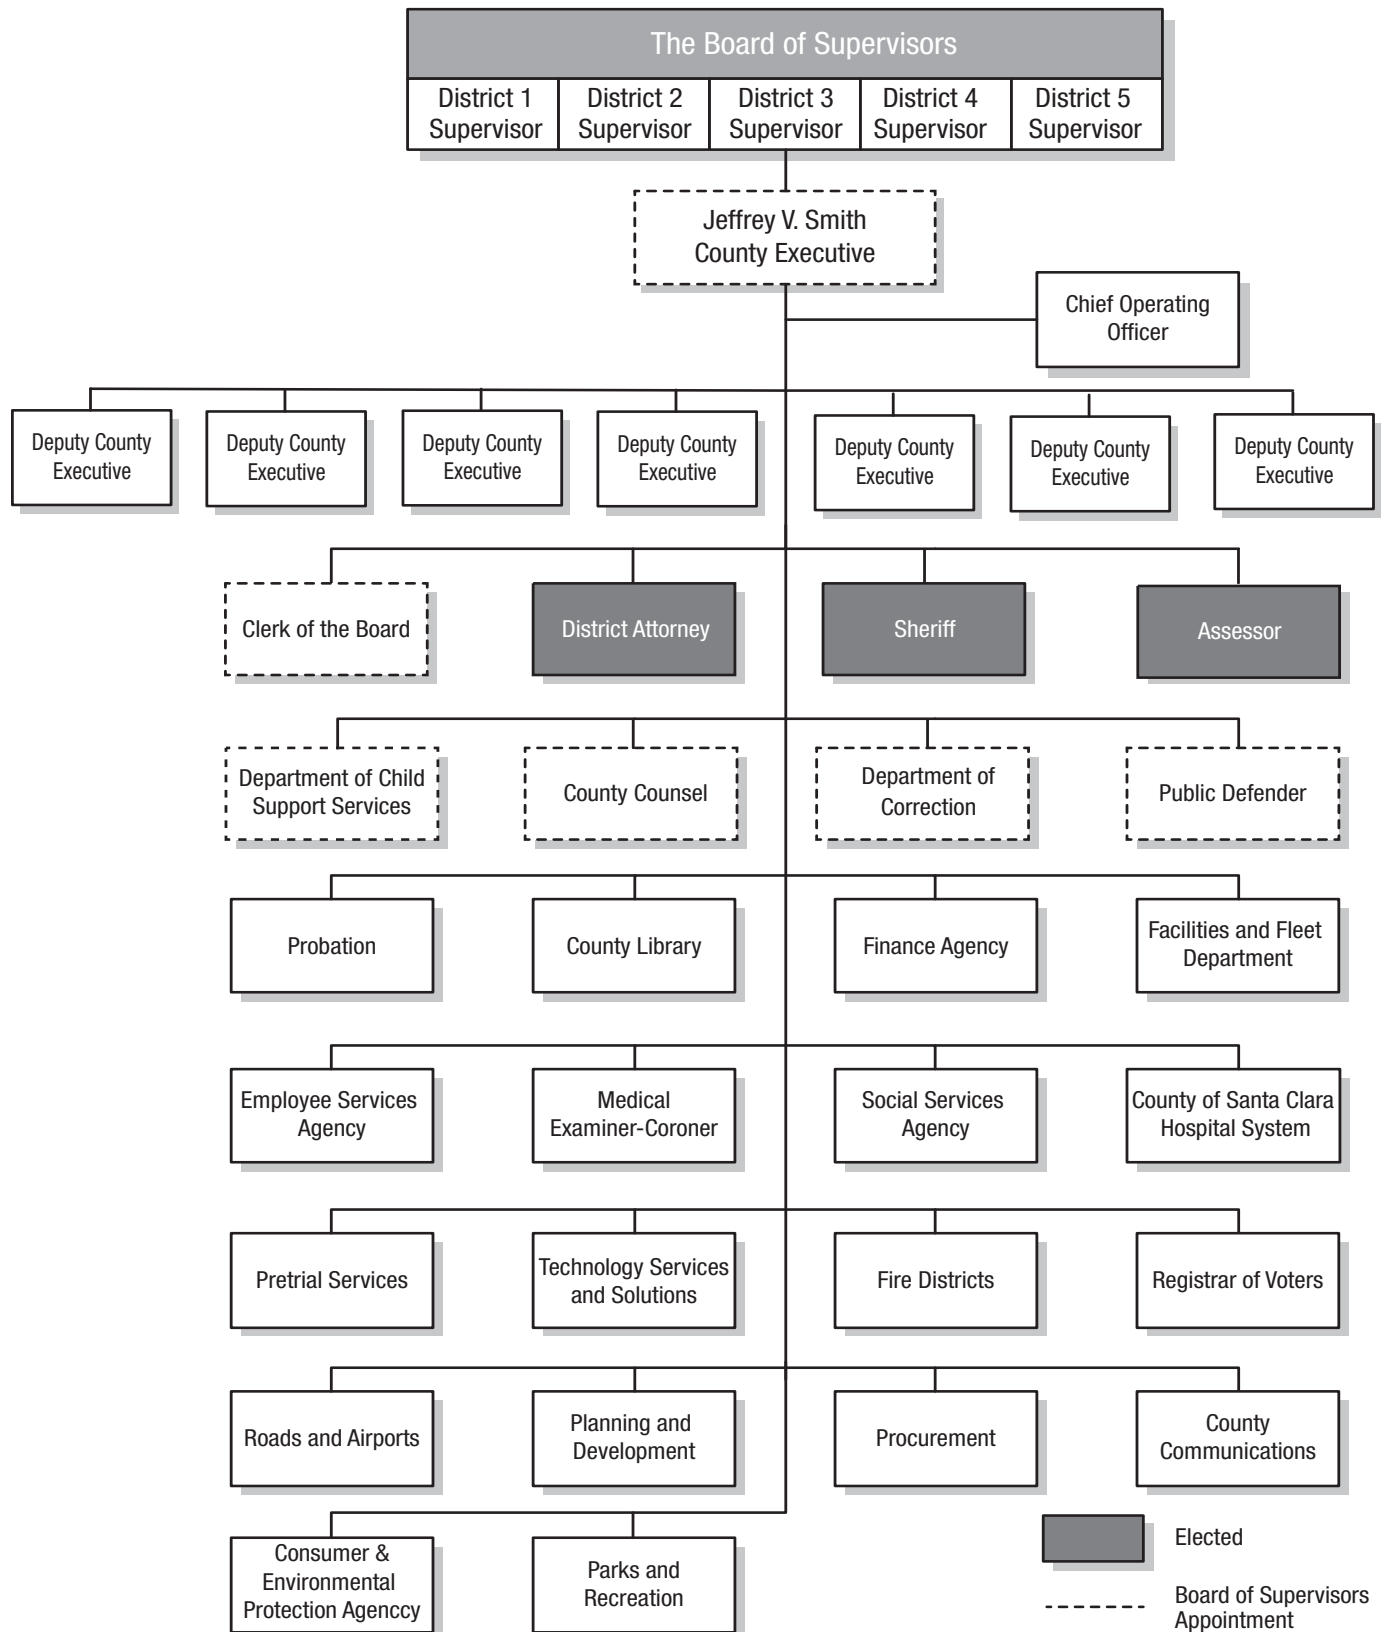 The Board of Supervisors
District 1
Supervisor
District 2
Supervisor
District 3
Supervisor
District 4
Supervisor
District 5
Supervisor
Jeffrey V. Smith
County Executive
Chief Operating
Officer
Deputy County
Executive
Deputy County
Executive
Deputy County
Executive
Deputy County
Executive
Deputy County
Executive
Deputy County
Executive
Deputy County
Executive
Clerk of the Board
District Attorney
Sheriff
Assessor
Department of Child
Support Services
County Counsel
Department of
Correction
Public Defender
Probation
County Library
Finance Agency
Facilities and Fleet
Department
Employee Services
Agency
Medical
Examiner-Coroner
Social Services
Agency
County of Santa Clara
Hospital System
Pretrial Services
Technology Services
and Solutions
Fire Districts
Registrar of Voters
Roads and Airports
Planning and
Development
Procurement
County
Communications
Consumer &
Environmental
Protection Agenccy
Parks and
Recreation
Elected
Board of Supervisors
Appointment